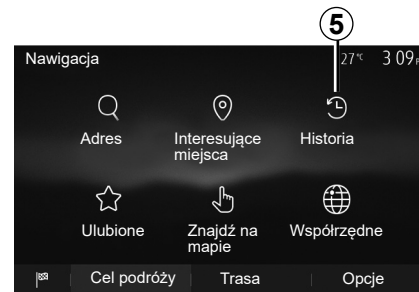 5
Nawigacja 27°C 3 09
Adres
Interesujące
miejsca
Historia
Ulubione
Znajdź na
mapie
Współrzędne
Cel podróży Trasa Opcje